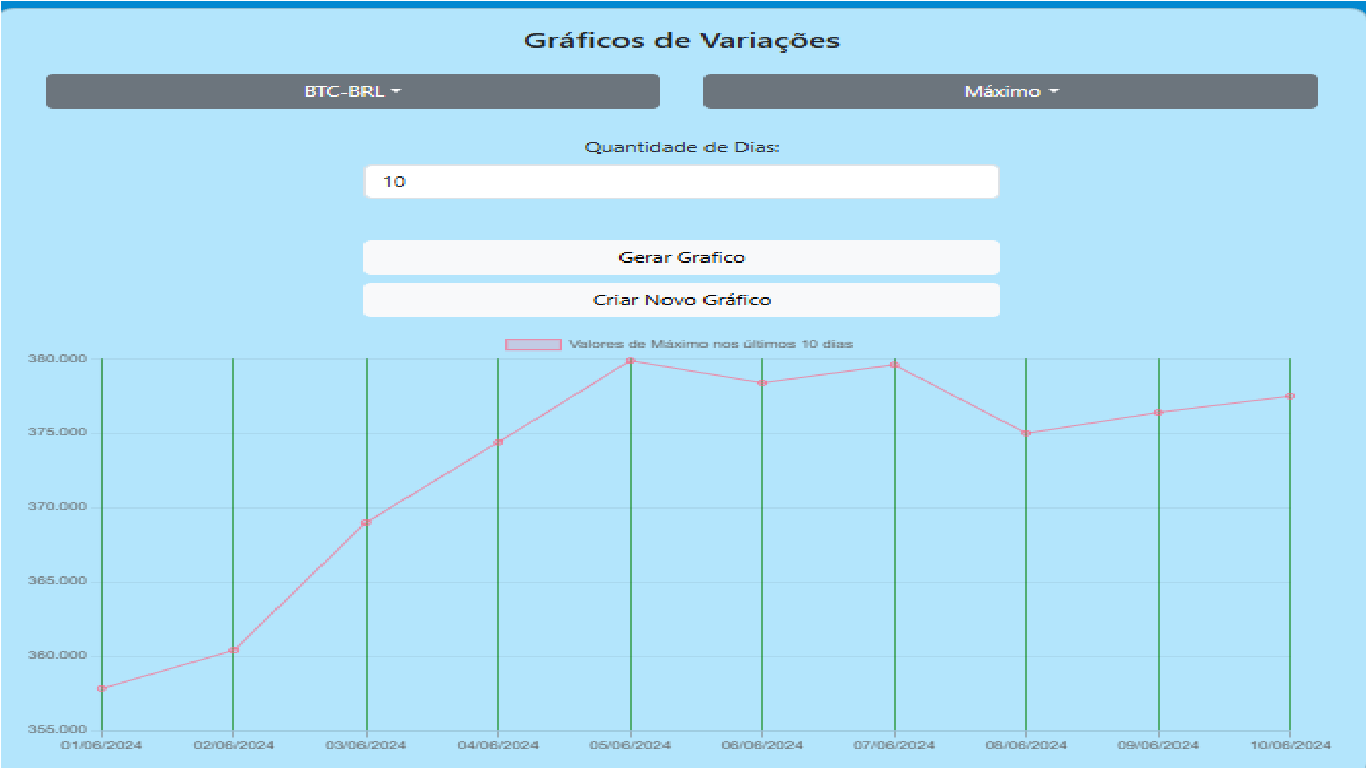 Gráficos de Variações
BTC-BRL
Máximo
Quantidade de Dias:
10
Gerar Grafico
Criar Novo Gráfico
Valores de Máximo nos últimos 10 dias
380.000
375.000
370.000
365.000
360.000
355.000
01/06/2024 02/06/2024 03/06/2024 04/06/2024 05/06/2024 06/06/2024 07/06/2024 08/06/2024 09/06/2024 10/06/2024